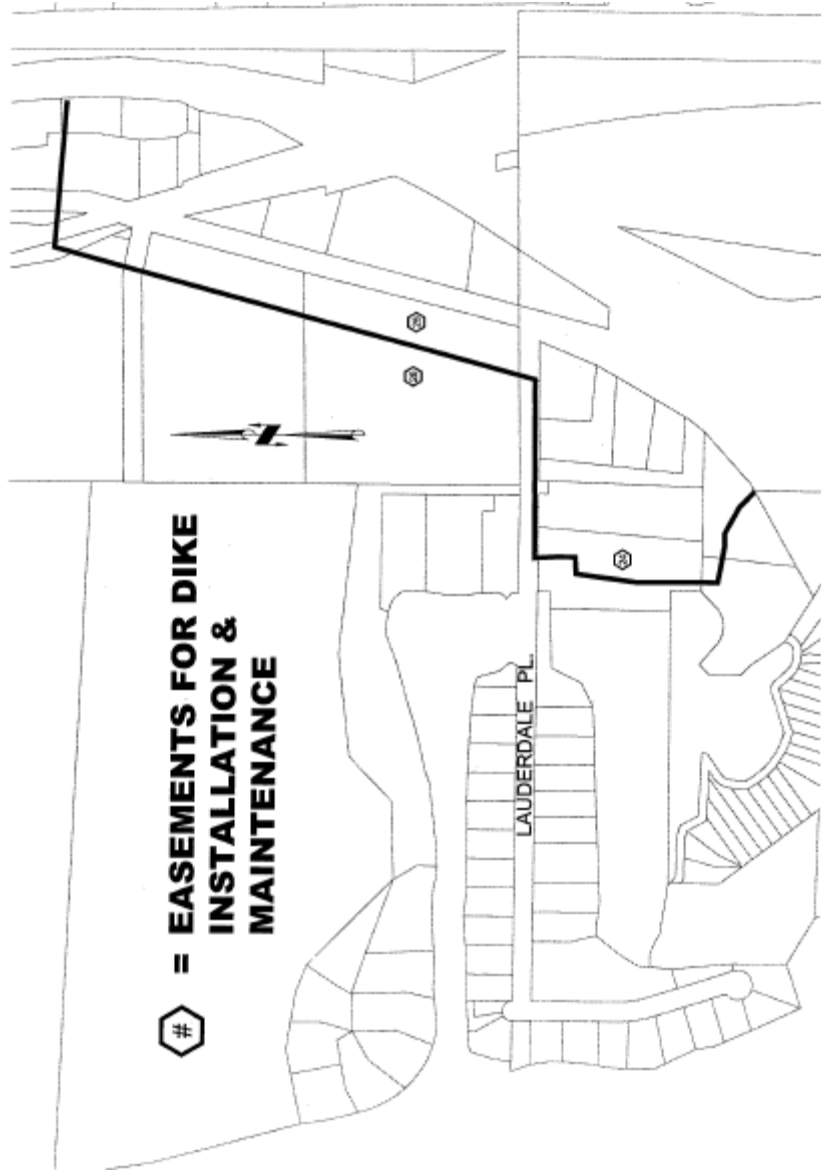 # = EASEMENTS FOR DIKE
INSTALLATION &
MAINTENANCE
LAUDERDALE PL.